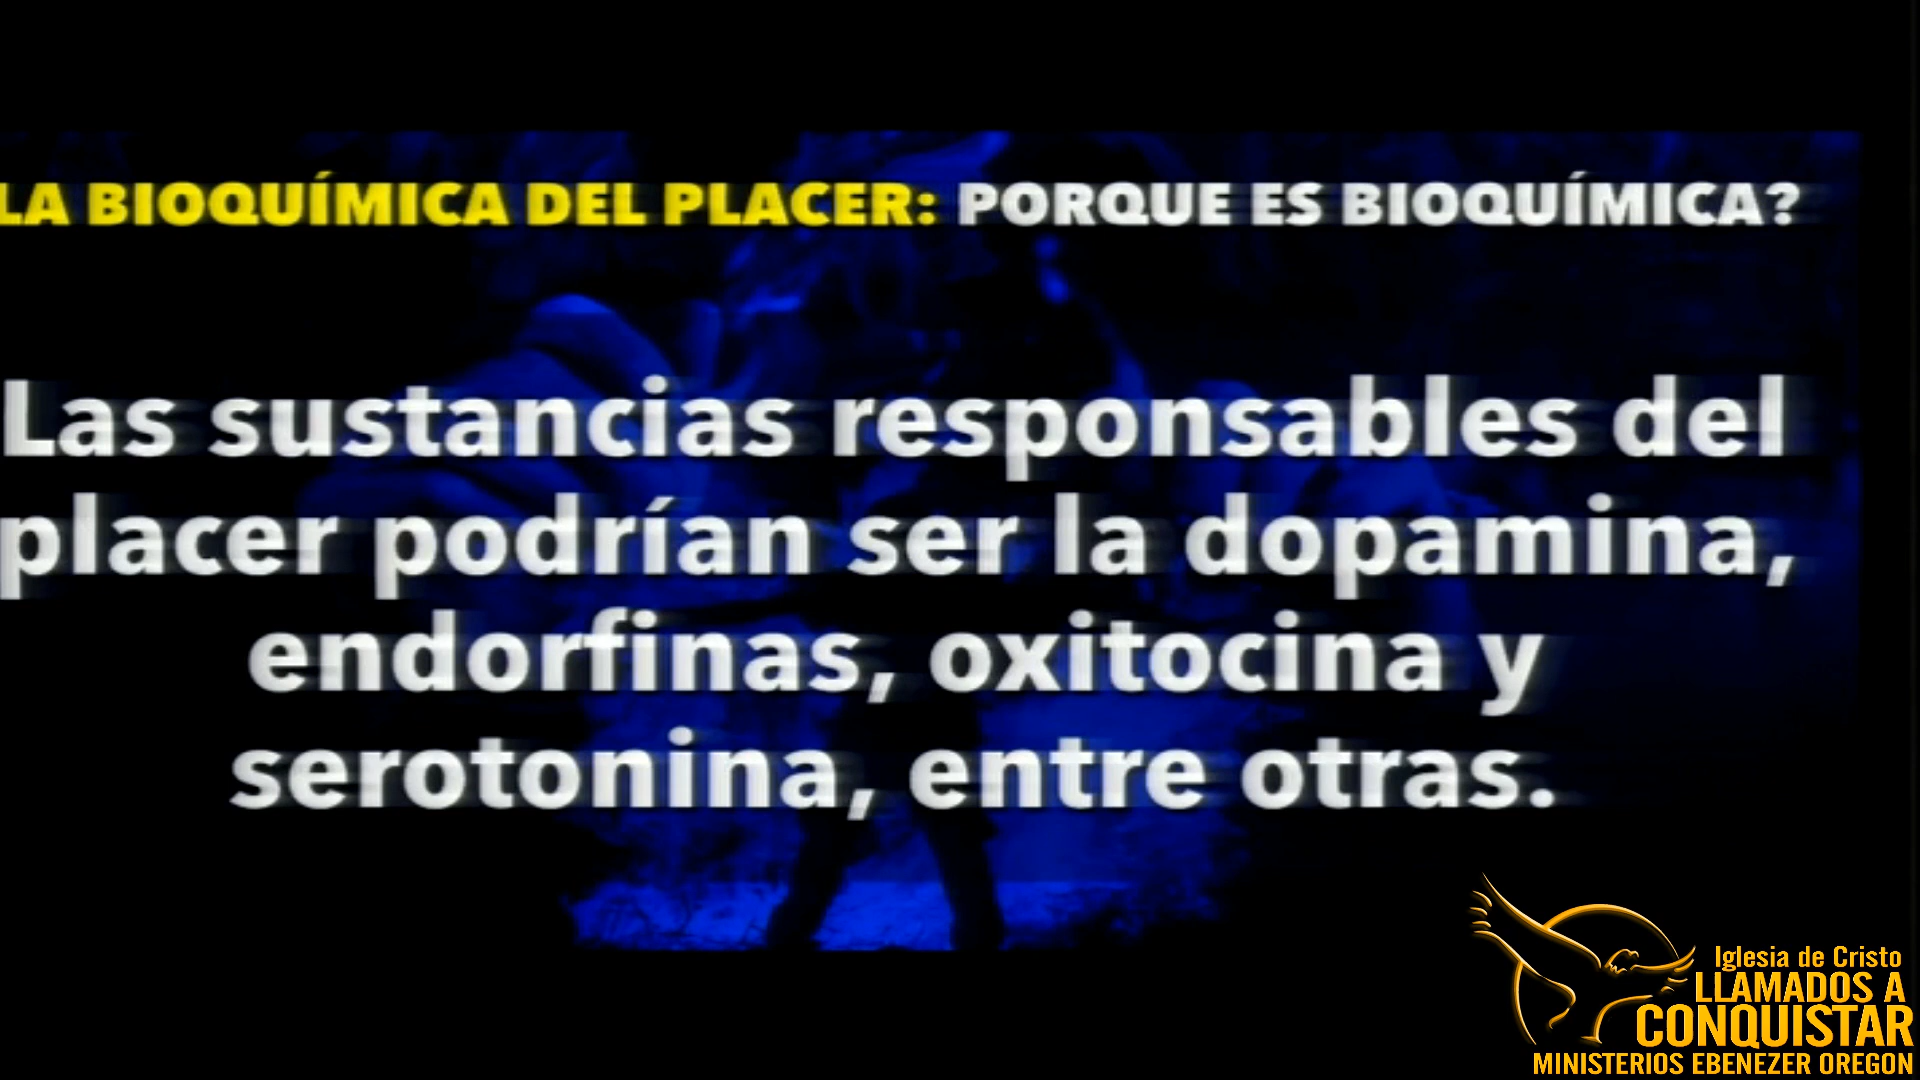 LA BIOQUÍMICA DEL PLACER: PORQUE ES BIOQUÍMICA?
Las sustancias responsables del
placer podrían ser la dopamina,
endorfinas, oxitocina y
serotonina, entre otras.
Iglesia de Cristo
LLAMADOS A
CONQUISTAR
MINISTERIOS EBENEZER OREGON